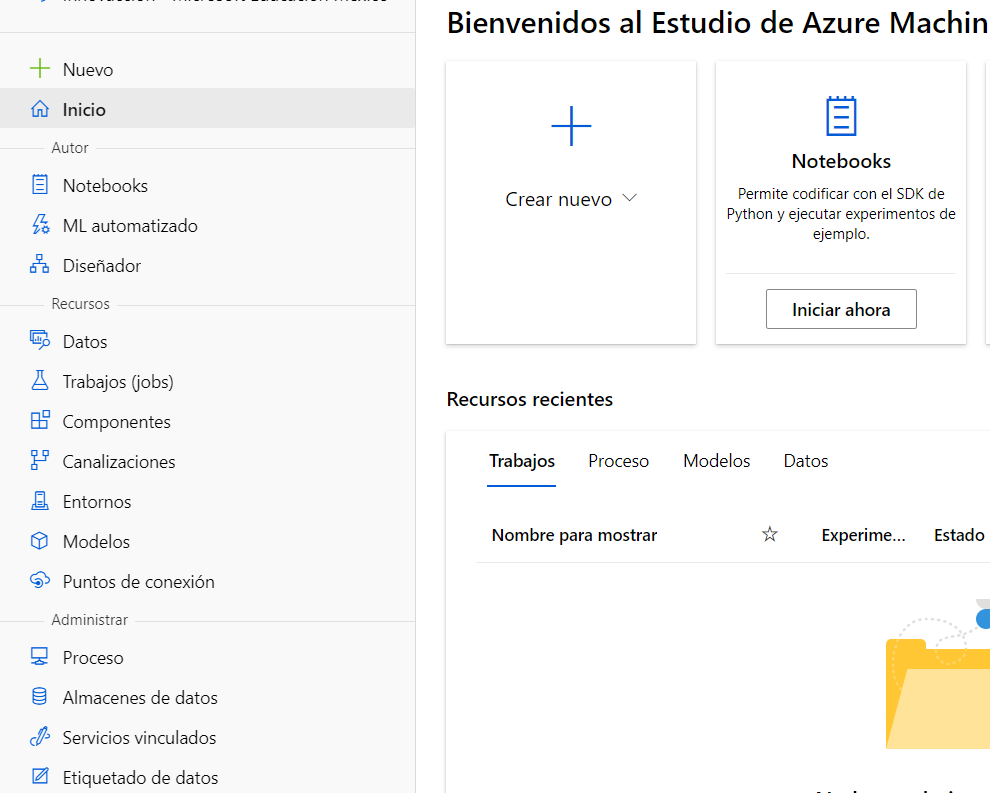 Bienvenidos al Estudio de Azure Machin
Nuevo
Inicio
Autor
Notebooks
ML automatizado
Diseñador
Recursos
Datos
Trabajos (jobs)
Componentes
Canalizaciones
Entornos
Modelos
Puntos de conexión
Administrar
Proceso
Almacenes de datos
Servicios vinculados
Etiquetado de datos
Crear nuevo
Notebooks
Permite codificar con el SDK de
Python y ejecutar experimentos de
ejemplo.
Iniciar ahora
Recursos recientes
Trabajos Proceso Modelos Datos
Nombre para mostrar Experime... Estado